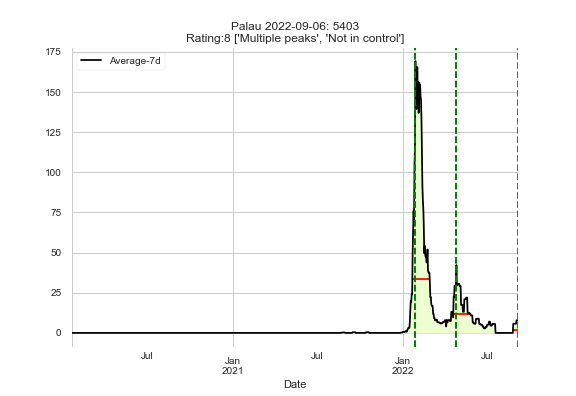 Palau 2022-09-06: 5403
Rating:8 ['Multiple peaks', 'Not in control']
Average-7d
175
150
125
100
75
50
25
0
Jul
Jan
2021
Jul
Jan
2022
Jul
Date